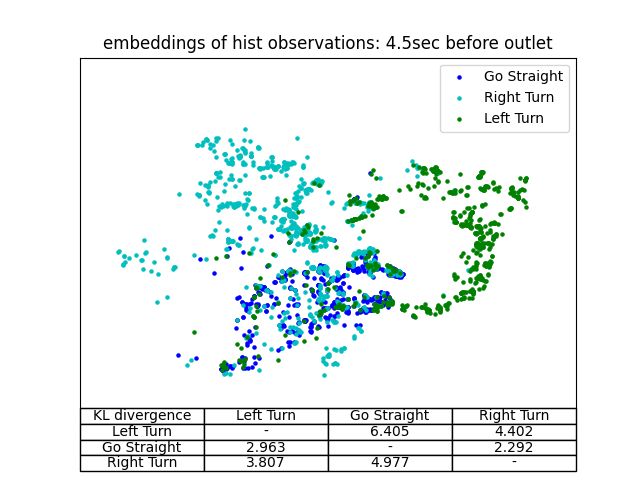 embeddings of hist observations: 4.5sec before outlet
Go Straight
Right Turn
Left Turn
KL divergence Left Turn Go Straight Right Turn
Left Turn - 6.405 4.402
Go Straight 2.963 - 2.292
Right Turn 3.807 4.977 -